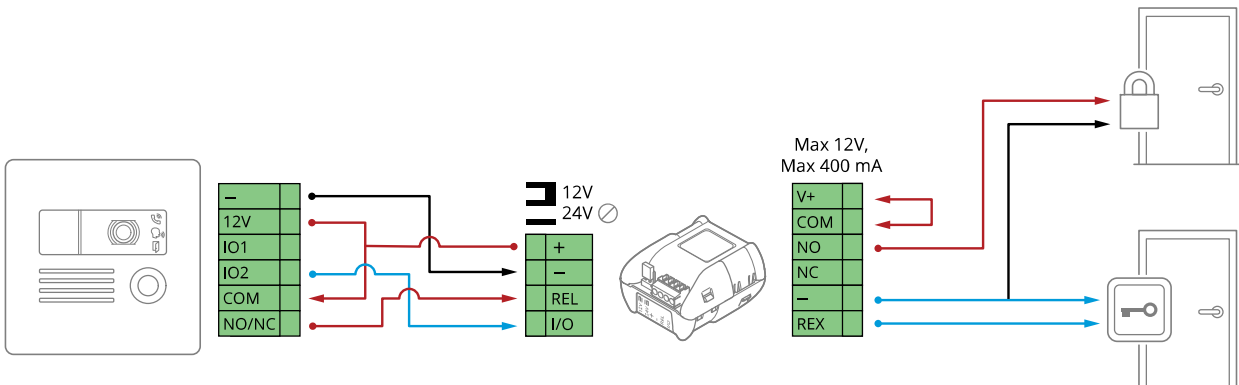 –
12V
IO1
IO2
COM
NO/NC
12V
24V
+
–
REL
I/O
Max 12V,
Max 400 mA
V+
COM
NO
NC
–
REX